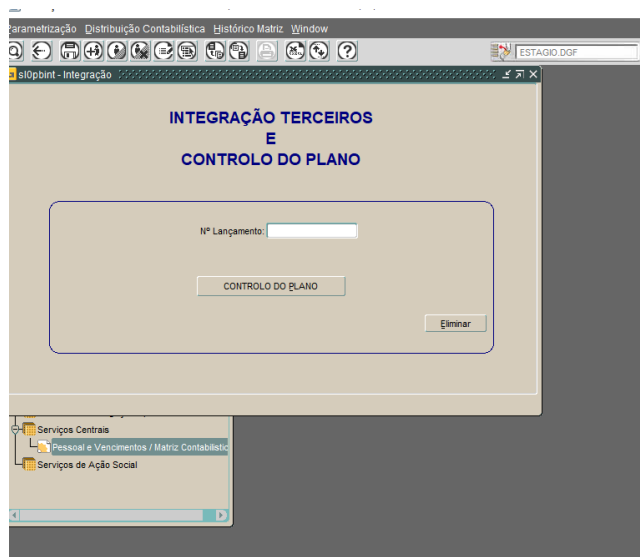 Parametrização Distribuição Contabilística Histórico Matriz Window
ESTAGIO.DGF
sl0pbint - Integração
INTEGRAÇÃO TERCEIROS
E
CONTROLO DO PLANO
Nº Lançamento:
CONTROLO DO PLANO
Eliminar
Serviços Centrais
Pessoal e Vencimentos / Matriz Contabilístic
Serviços de Ação Social